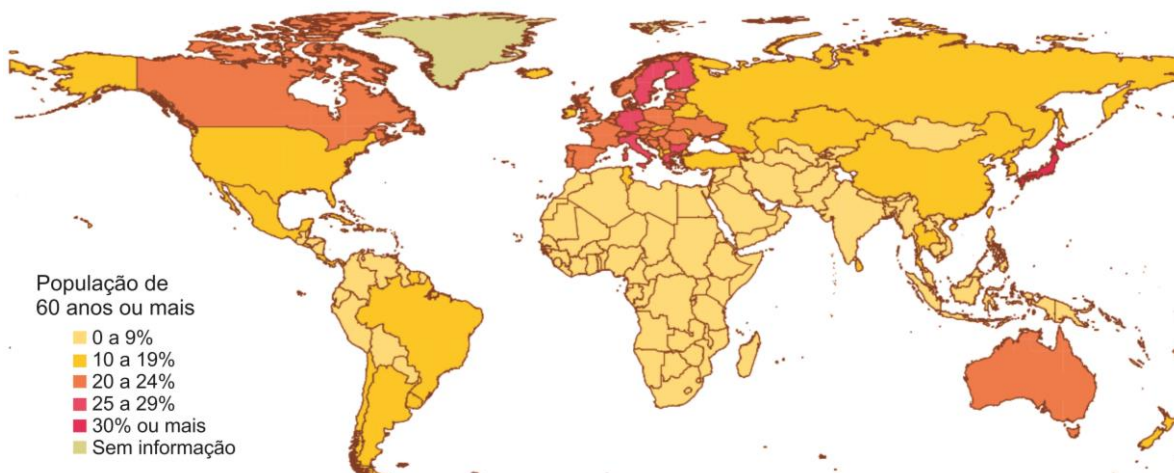 População de
60 anos ou mais
0 a 9%
10 a 19%
20 a 24%
25 a 29%
30% ou mais
Sem informação